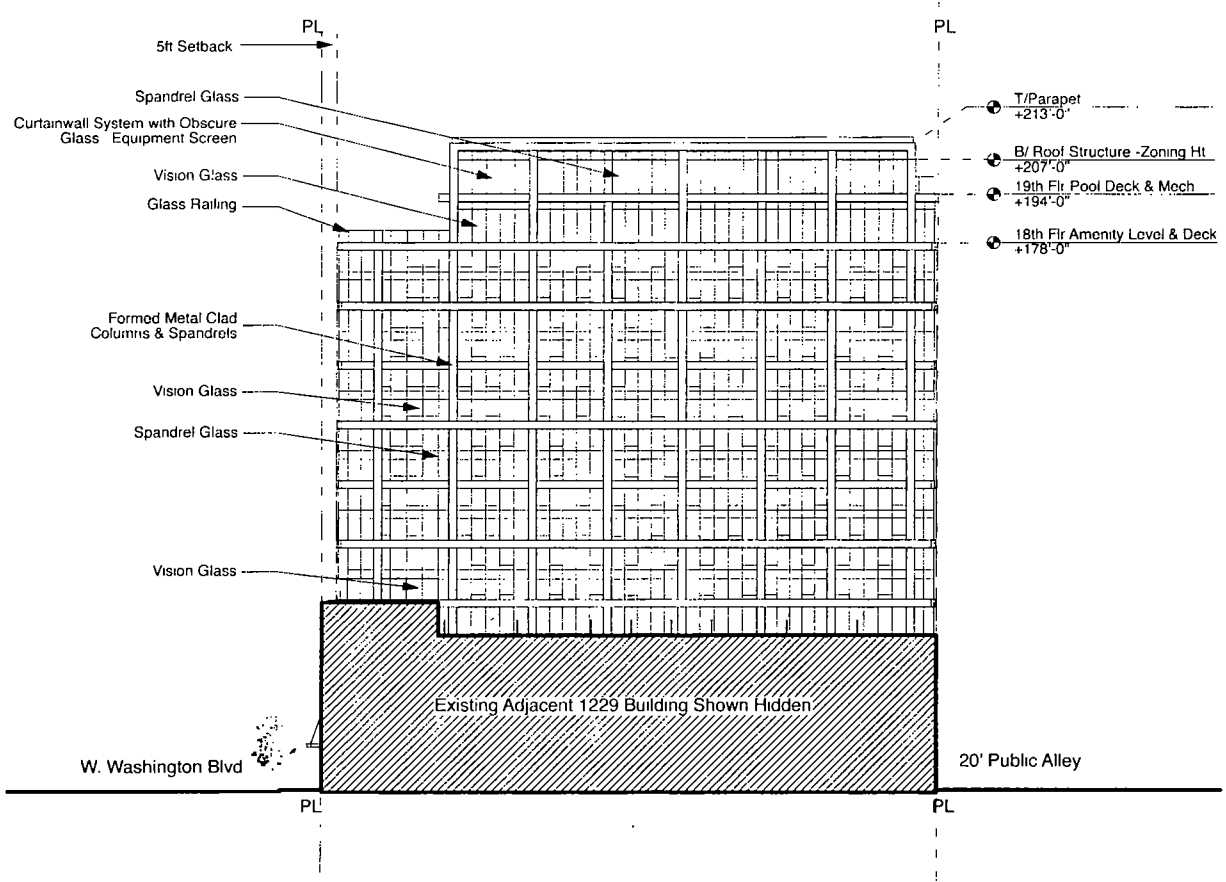 PL
PL
5ft Setback
Spandrel Glass
Curtainwall System with Obscure
Glass Equipment Screen
Vision Glass
Glass Railing
T/Parapet
+213'-0"
B/ Roof Structure -Zoning Ht
+207'-0"
19th Flr Pool Deck & Mech
+194'-0"
18th Flr Amenity Level & Deck
+178'-0"
Formed Metal Clad
Columns & Spandrels
Vision Glass
Spandrel Glass
Vision Glass
Existing Adjacent 1229 Building Shown Hidden
W. Washington Blvd
20' Public Alley
PL
PL